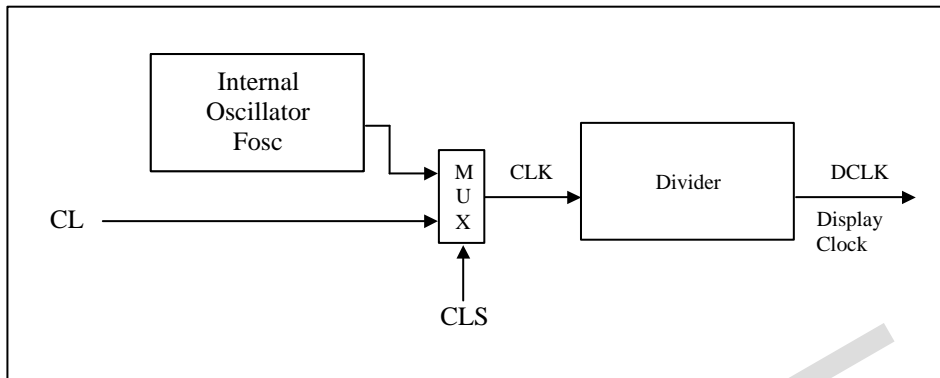 Internal
Oscillator
Fosc
M
U
X
CLK
Divider
DCLK
Display
Clock
CL
CLS